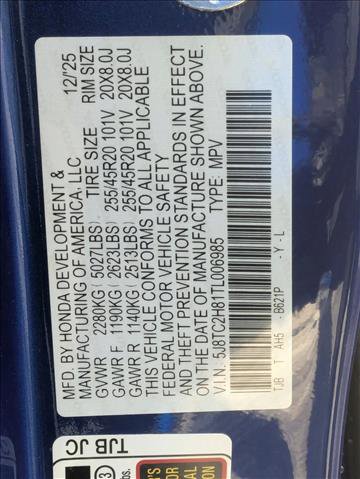 MFD. BY HONDA DEVELOPMENT & 12/'25
MANUFACTURING OF AMERICA, LLC
TIRE SIZE RIM SIZE
GVWR 2280KG (5027LBS)
GAWR F 1190KG (2623LBS) 255/45R20 101V 20X8.0J
GAWR R 1140KG (2513LBS) 255/45R20 101V 20X8.0J
THIS VEHICLE CONFORMS TO ALL APPLICABLE
FEDERAL MOTOR VEHICLE SAFETY
AND THEFT PREVENTION STANDARDS IN EFFECT
ON THE DATE OF MANUFACTURE SHOWN ABOVE.
V.I.N. 5J8TC2H81TL006985 TYPE: MPV
TJB T AH5 - B621P - Y - L
TJB JC